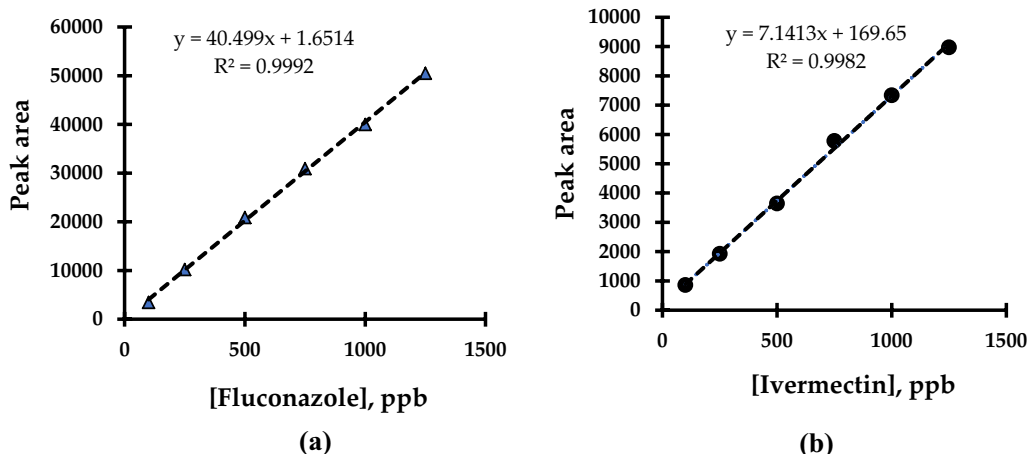 60000
50000
40000
30000
20000
10000
0
Peak area
y = 40.499x + 1.6514
R² = 0.9992
0 500 1000 1500
[Fluconazole], ppb
(a)
10000
9000
8000
7000
6000
5000
4000
3000
2000
1000
0
Peak area
y = 7.1413x + 169.65
R² = 0.9982
0 500 1000 1500
[Ivermectin], ppb
(b)